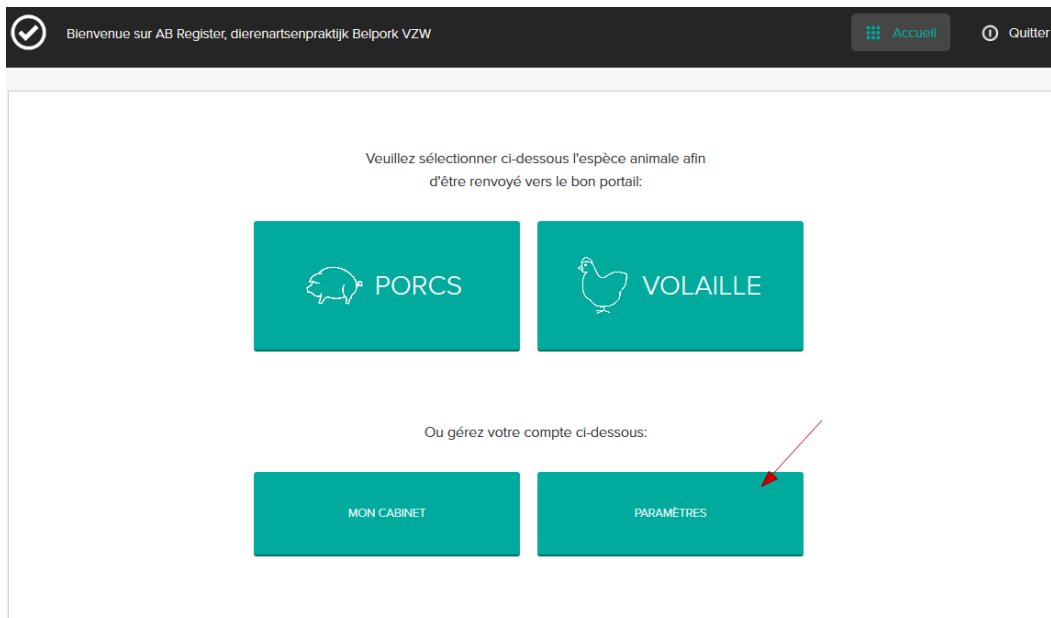 Bienvenue sur AB Register, dierenartsenpraktijk Belpork VZW
Accueil
Quitter
Veuillez sélectionner ci-dessous l'espèce animale afin
d'être renvoyé vers le bon portail:
PORCS
VOLAILLE
Ou gérez votre compte ci-dessous:
MON CABINET
PARAMÈTRES